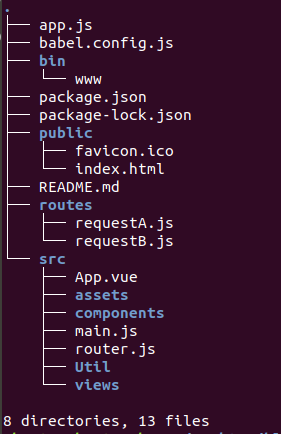 .
├── app.js
├── babel.config.js
├── bin
│   └── www
├── package.json
├── package-lock.json
├── public
│   ├── favicon.ico
│   └── index.html
├── README.md
├── routes
│   ├── requestA.js
│   └── requestB.js
└── src
    ├── App.vue
    ├── assets
    ├── components
    ├── main.js
    ├── router.js
    ├── Util
    └── views
8 directories, 13 files